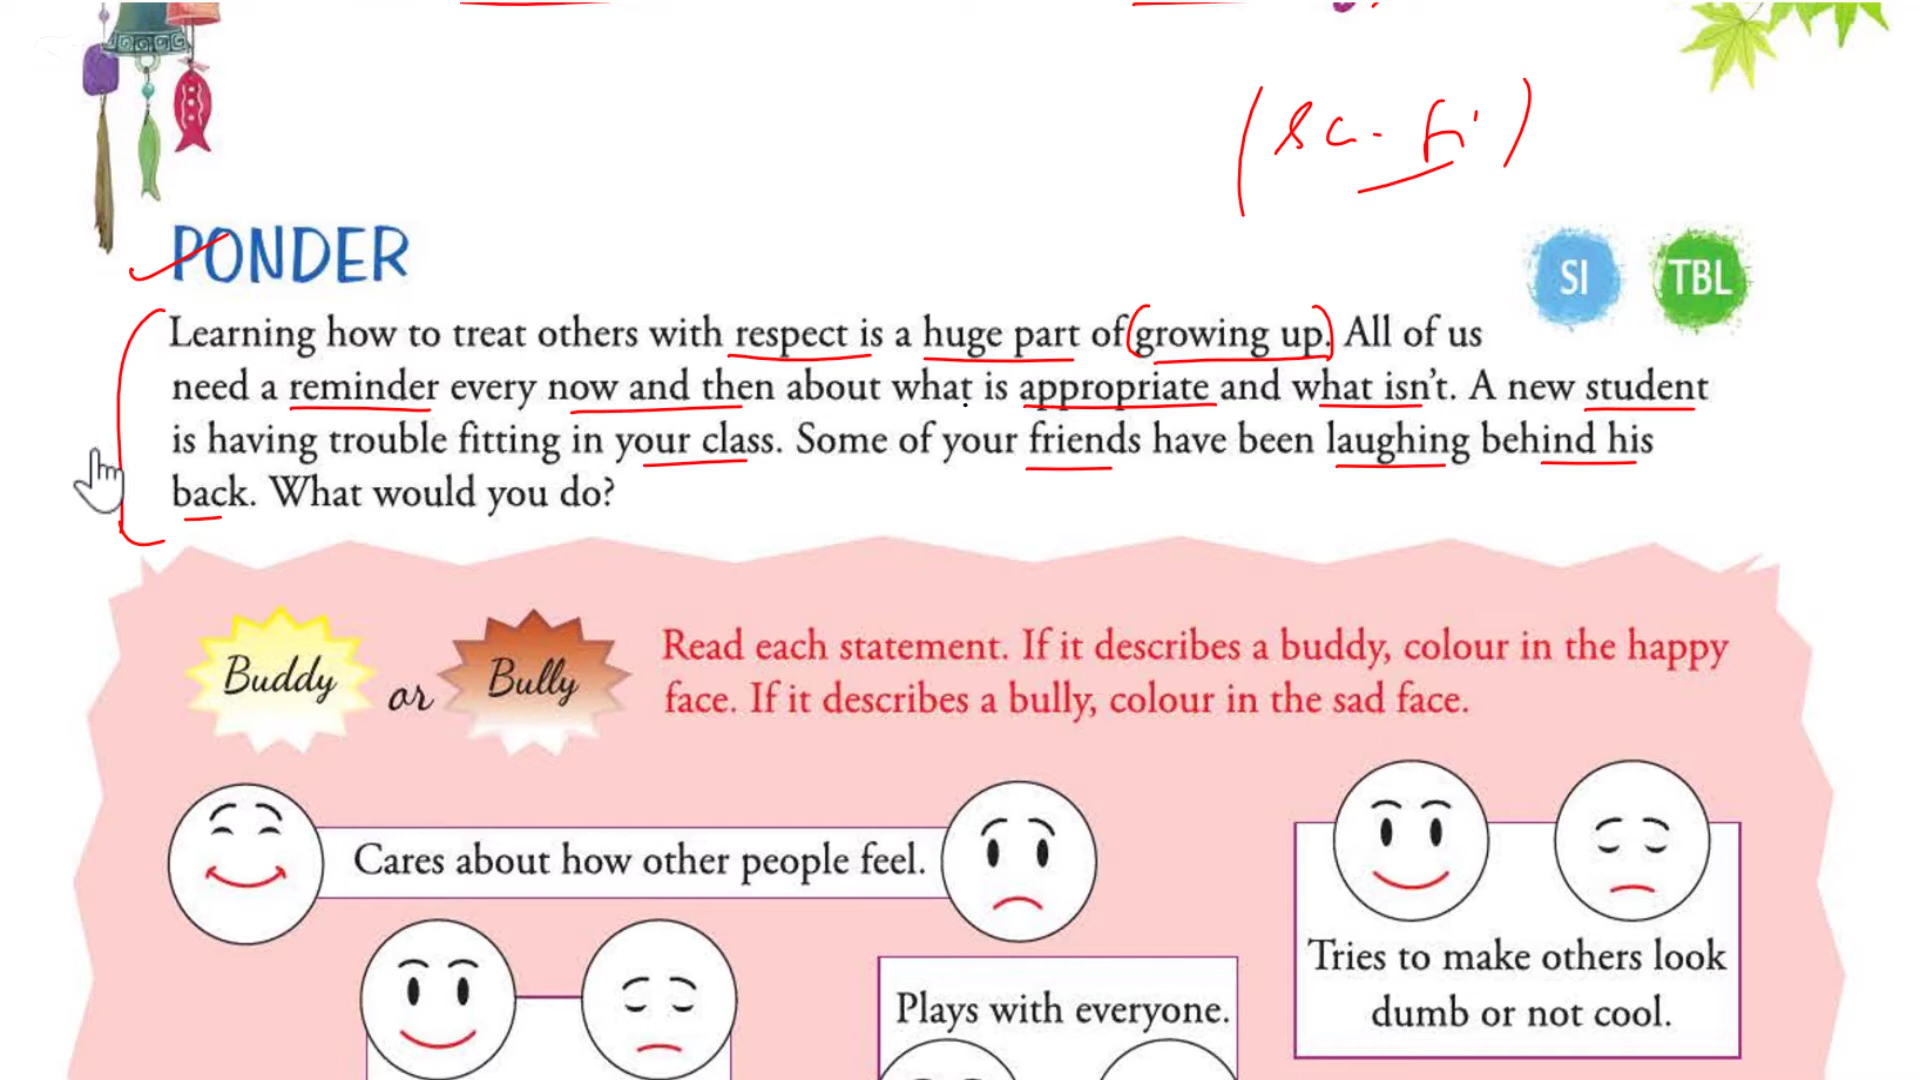 (sc-fi)
PONDER
SI TBL
Learning how to treat others with respect is a huge part of growing up. All of us
need a reminder every now and then about what is appropriate and what isn't. A new student
is having trouble fitting in your class. Some of your friends have been laughing behind his
back. What would you do?
Buddy or Bully
Read each statement. If it describes a buddy, colour in the happy
face. If it describes a bully, colour in the sad face.
Cares about how other people feel.
Tries to make others look
dumb or not cool.
Plays with everyone.